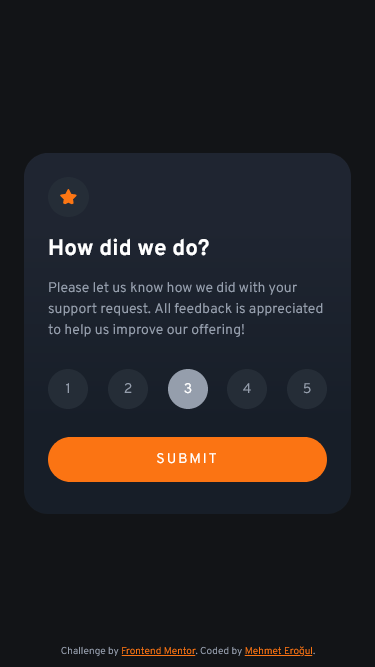 How did we do?
Please let us know how we did with your
support request. All feedback is appreciated
to help us improve our offering!
1 2 3 4 5
SUBMIT
Challenge by Frontend Mentor. Coded by Mehmet Eroğul.